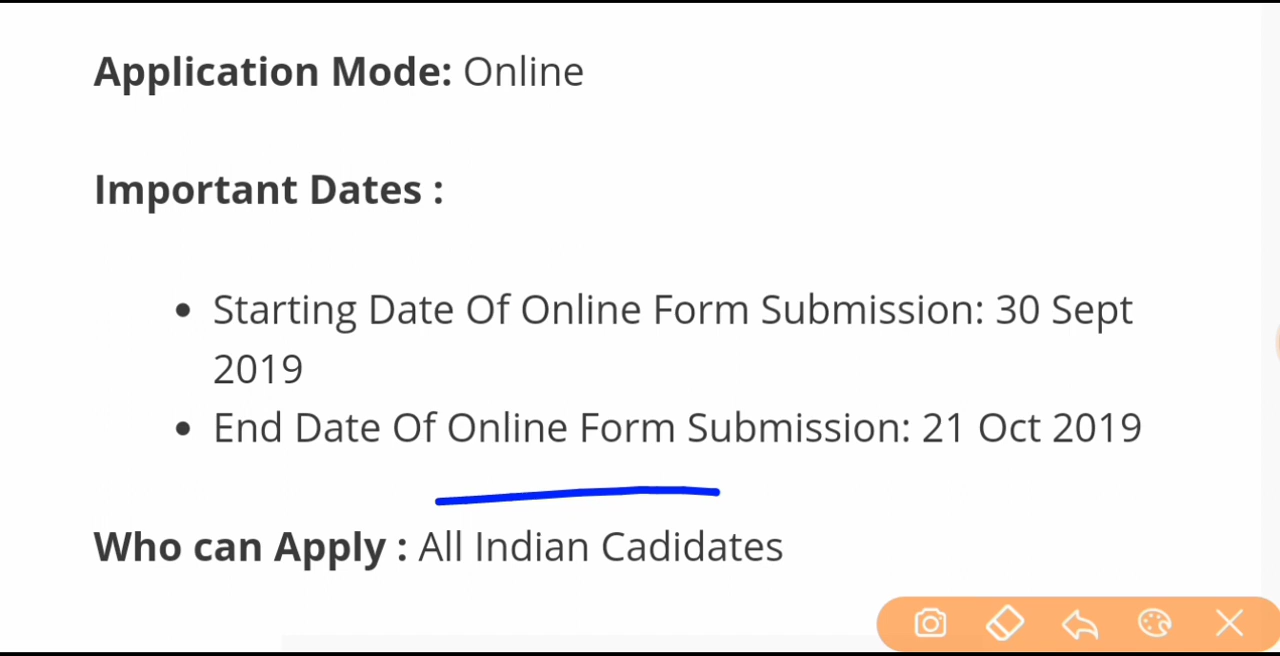 Application Mode: Online
Important Dates :
• Starting Date Of Online Form Submission: 30 Sept
2019
• End Date Of Online Form Submission: 21 Oct 2019
Who can Apply : All Indian Cadidates